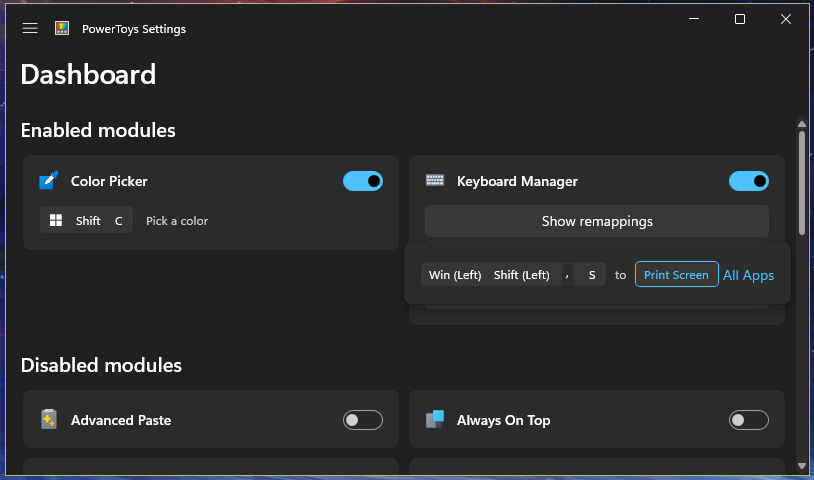 PowerToys Settings
Dashboard
Enabled modules
Color Picker
Shift C Pick a color
Keyboard Manager
Show remappings
Win (Left) Shift (Left) , S to Print Screen All Apps
Disabled modules
Advanced Paste
Always On Top